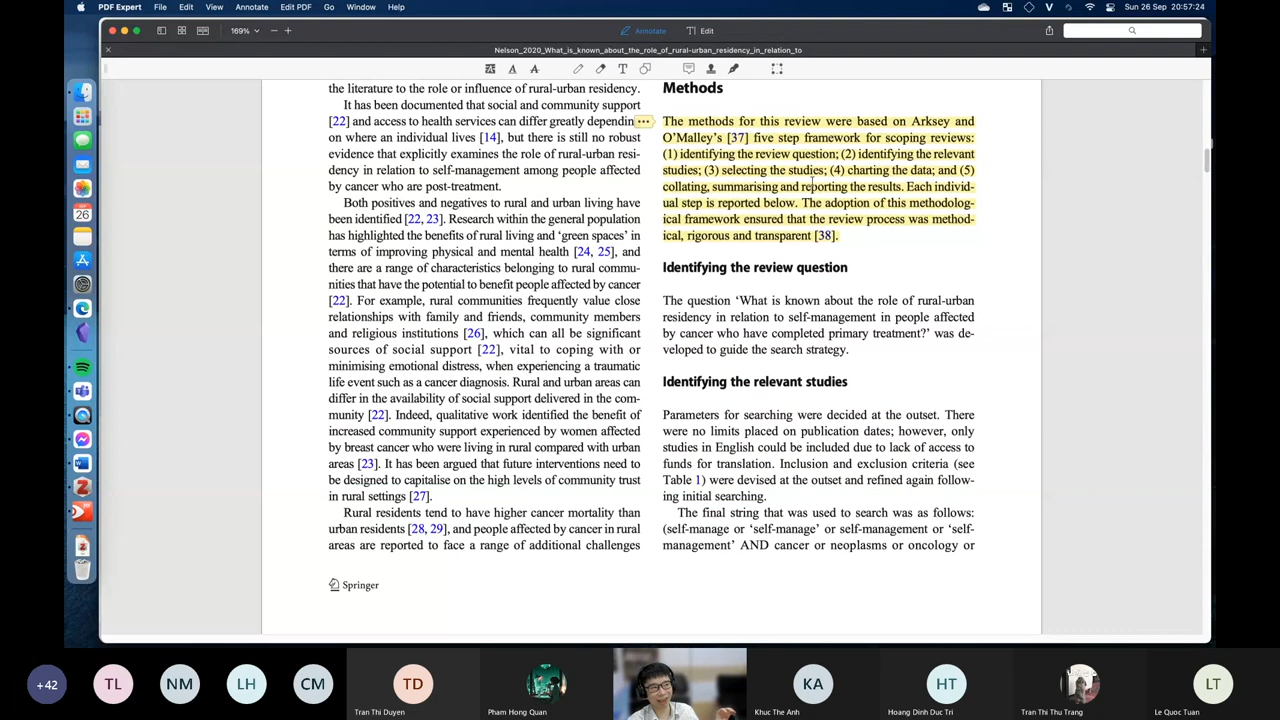 PDF Expert File Edit View Annotate Edit PDF Go Window Help
Sun 26 Sep 20:57:24
169%
Annotate
Edit
Nelson_2020_What_is_known_about_the_role_of_rural-urban_residency_in_relation_to
the literature to the role or influence of rural-urban residency.
It has been documented that social and community support
[22] and access to health services can differ greatly dependin
on where an individual lives [14], but there is still no robust
evidence that explicitly examines the role of rural-urban resi-
dency in relation to self-management among people affected
by cancer who are post-treatment.
Both positives and negatives to rural and urban living have
been identified [22, 23]. Research within the general population
has highlighted the benefits of rural living and ‘green spaces’ in
terms of improving physical and mental health [24, 25], and
there are a range of characteristics belonging to rural commu-
nities that have the potential to benefit people affected by cancer
[22]. For example, rural communities frequently value close
relationships with family and friends, community members
and religious institutions [26], which can all be significant
sources of social support [22], vital to coping with or
minimising emotional distress, when experiencing a traumatic
life event such as a cancer diagnosis. Rural and urban areas can
differ in the availability of social support delivered in the com-
munity [22]. Indeed, qualitative work identified the benefit of
increased community support experienced by women affected
by breast cancer who were living in rural compared with urban
areas [23]. It has been argued that future interventions need to
be designed to capitalise on the high levels of community trust
in rural settings [27].
Rural residents tend to have higher cancer mortality than
urban residents [28, 29], and people affected by cancer in rural
areas are reported to face a range of additional challenges
Springer
Methods
The methods for this review were based on Arksey and
O’Malley’s [37] five step framework for scoping reviews:
(1) identifying the review question; (2) identifying the relevant
studies; (3) selecting the studies; (4) charting the data; and (5)
collating, summarising and reporting the results. Each individ-
ual step is reported below. The adoption of this methodolog-
ical framework ensured that the review process was method-
ical, rigorous and transparent [38].
Identifying the review question
The question ‘What is known about the role of rural-urban
residency in relation to self-management in people affected
by cancer who have completed primary treatment?’ was de-
veloped to guide the search strategy.
Identifying the relevant studies
Parameters for searching were decided at the outset. There
were no limits placed on publication dates; however, only
studies in English could be included due to lack of access to
funds for translation. Inclusion and exclusion criteria (see
Table 1) were devised at the outset and refined again follow-
ing initial searching.
The final string that was used to search was as follows:
(self-manage or ‘self-manage’ or self-management or ‘self-
management’ AND cancer or neoplasms or oncology or
26
+42
TL
NM
LH
CM
TD
KA
HT
LT
Tran Thi Duyen
Pham Hong Quan
Khuc The Anh
Hoang Dinh Duc Tri
Tran Thi Thu Trang
Le Quoc Tuan